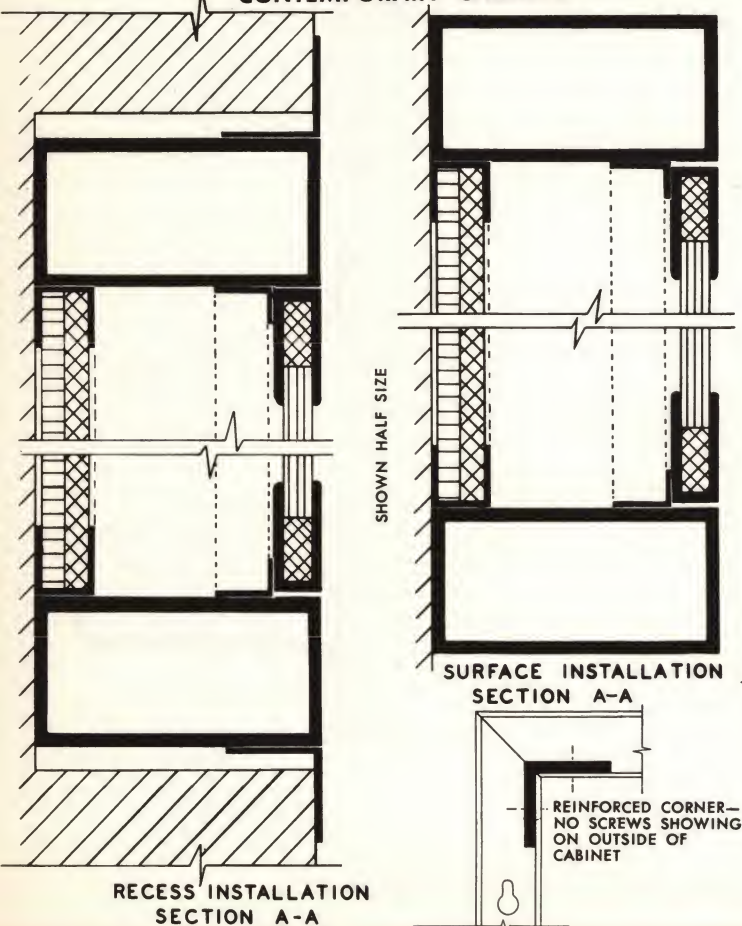 SHOWN HALF SIZE
SURFACE INSTALLATION
SECTION A-A
REINFORCED CORNER—
NO SCREWS SHOWING
ON OUTSIDE OF
CABINET
RECESS INSTALLATION
SECTION A-A